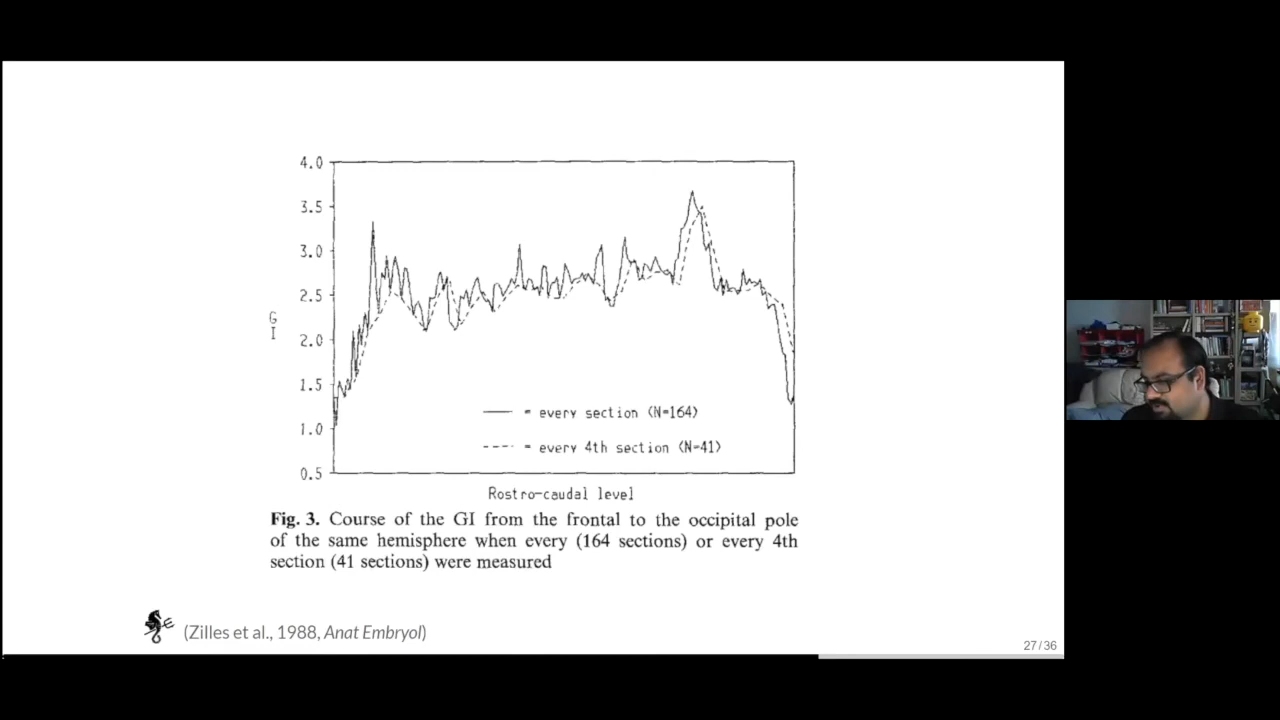 4.0
3.5
3.0
2.5
G
I
2.0
1.5
= every section (N=164)
1.0
= every 4th section (N=41)
0.5
Rostro-caudal level
Fig. 3. Course of the GI from the frontal to the occipital pole
of the same hemisphere when every (164 sections) or every 4th
section (41 sections) were measured
(Zilles et al., 1988, Anat Embryol)
27/36